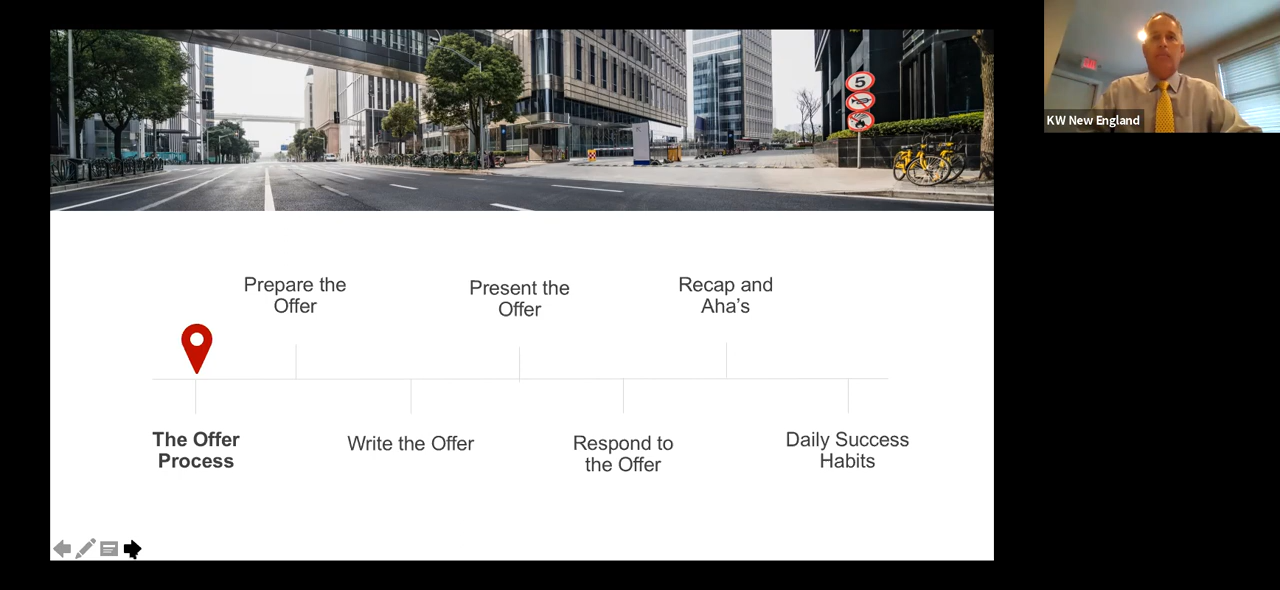 5
KW New England
Prepare the
Offer
Present the
Offer
Recap and
Aha’s
The Offer
Process
Write the Offer
Respond to
the Offer
Daily Success
Habits